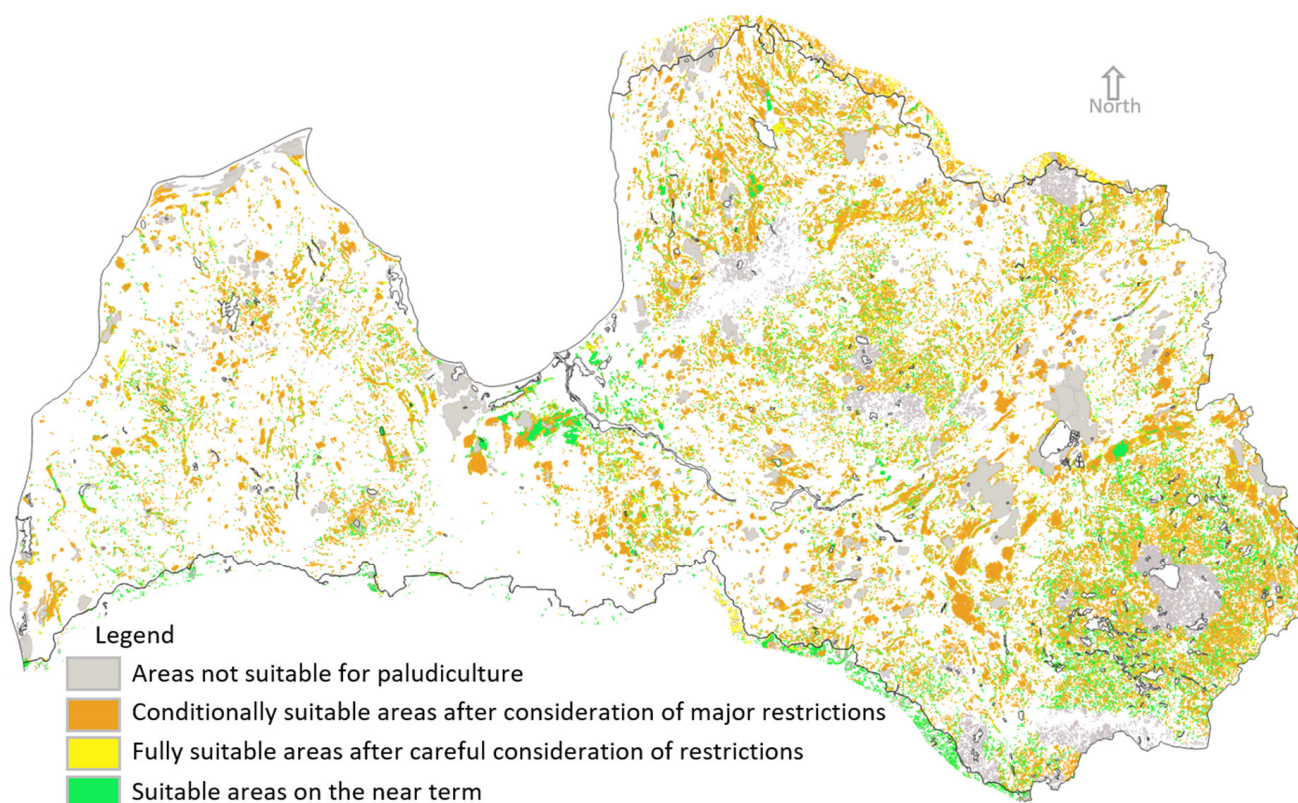 North
Legend
Areas not suitable for paludiculture
Conditionally suitable areas after consideration of major restrictions
Fully suitable areas after careful consideration of restrictions
Suitable areas on the near term